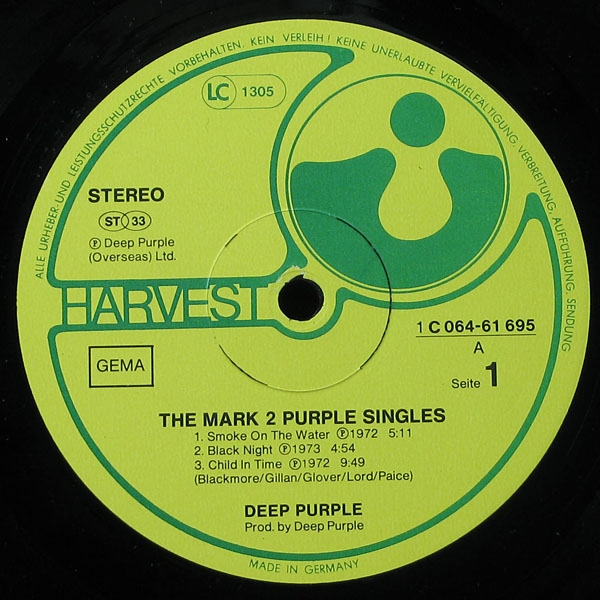 ALLE URHEBER- UND LEISTUNGSSCHUTZRECHTE VORBEHALTEN. KEIN VERLEIH! KEINE UNERLAUBTE VERVIELFÄLTIGUNG, VERBREITUNG, AUFFÜHRUNG, SENDUNG
LC 1305
STEREO
ST 33
Ⓟ Deep Purple
(Overseas) Ltd.
HARVEST
1 C 064-61 695
A
GEMA
Seite 1
THE MARK 2 PURPLE SINGLES
1. Smoke On The Water Ⓟ1972 5:11
2. Black Night Ⓟ1973 4:54
3. Child In Time Ⓟ1972 9:49
(Blackmore/Gillan/Glover/Lord/Paice)
DEEP PURPLE
Prod. by Deep Purple
MADE IN GERMANY